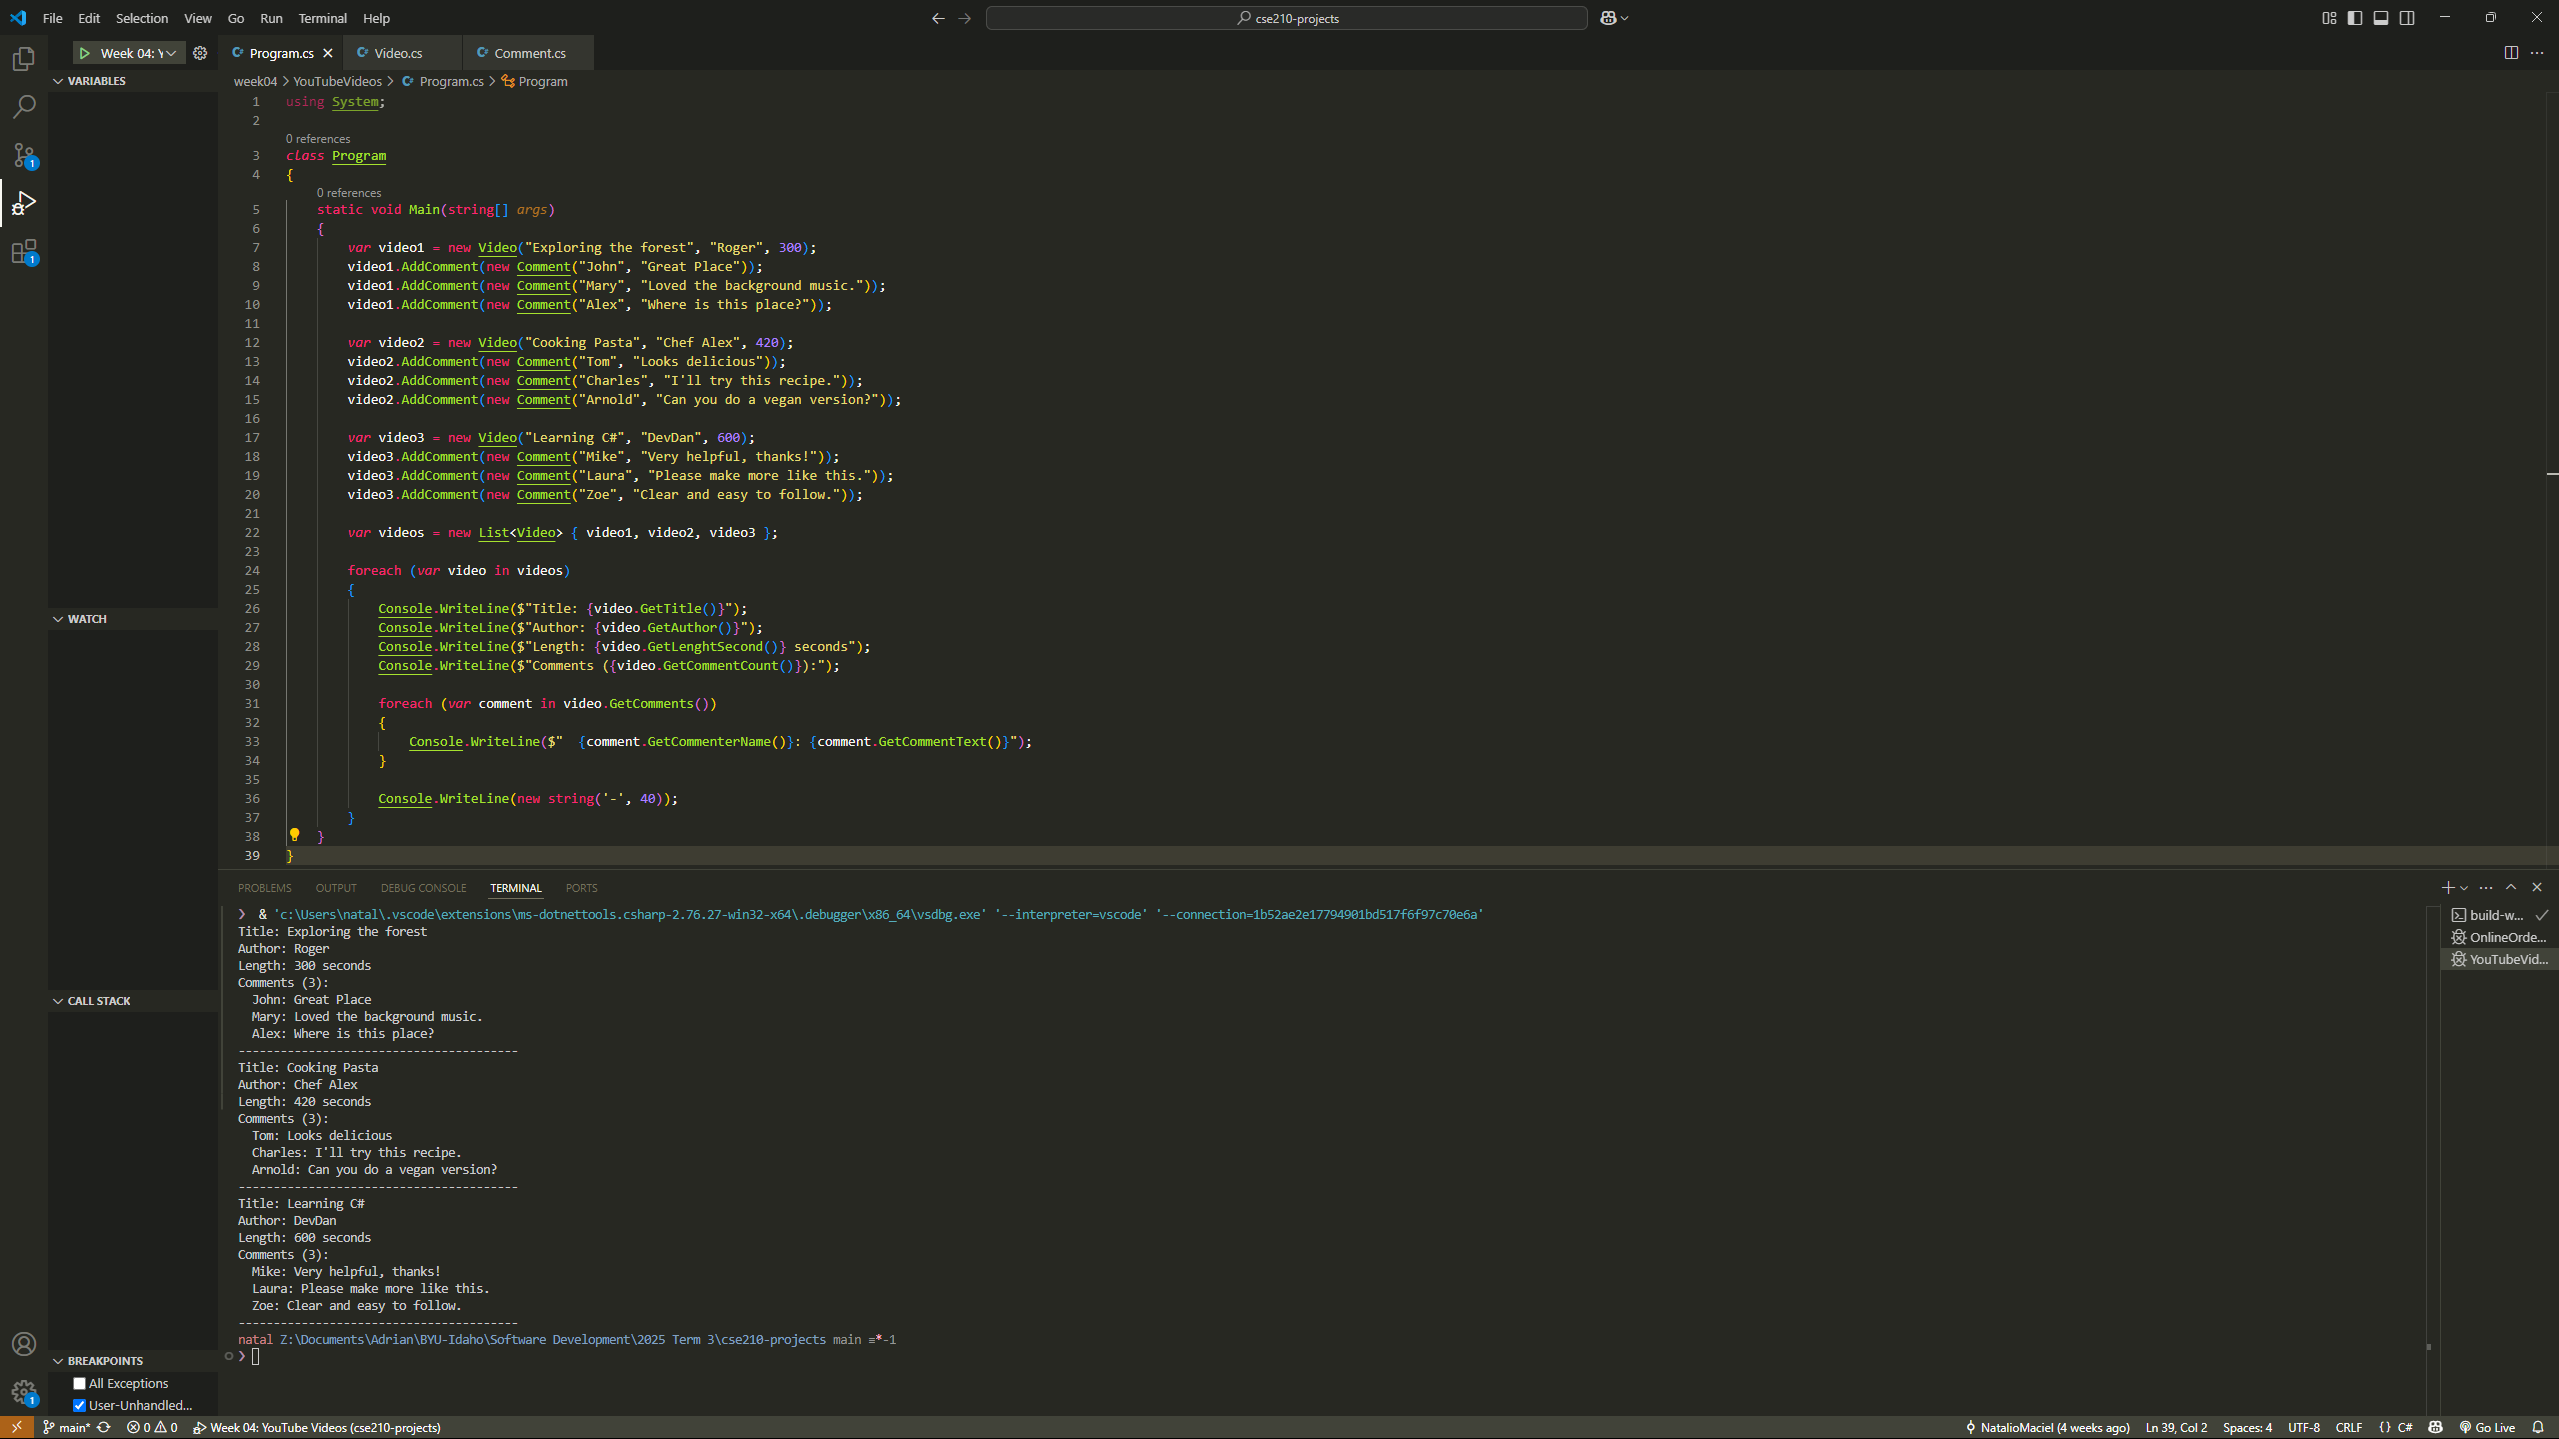 File Edit Selection View Go Run Terminal Help
cse210-projects
Week 04: Y
Program.cs
Video.cs
Comment.cs
VARIABLES
week04 > YouTubeVideos > Program.cs > Program
1 using System;
2
0 references
3 class Program
4 {
0 references
5 static void Main(string[] args)
6 {
7 var video1 = new Video("Exploring the forest", "Roger", 300);
8 video1.AddComment(new Comment("John", "Great Place"));
9 video1.AddComment(new Comment("Mary", "Loved the background music."));
10 video1.AddComment(new Comment("Alex", "Where is this place?"));
11
12 var video2 = new Video("Cooking Pasta", "Chef Alex", 420);
13 video2.AddComment(new Comment("Tom", "Looks delicious"));
14 video2.AddComment(new Comment("Charles", "I'll try this recipe."));
15 video2.AddComment(new Comment("Arnold", "Can you do a vegan version?"));
16
17 var video3 = new Video("Learning C#", "DevDan", 600);
18 video3.AddComment(new Comment("Mike", "Very helpful, thanks!"));
19 video3.AddComment(new Comment("Laura", "Please make more like this."));
20 video3.AddComment(new Comment("Zoe", "Clear and easy to follow."));
21
22 var videos = new List<Video> { video1, video2, video3 };
23
24 foreach (var video in videos)
25 {
26 Console.WriteLine($"Title: {video.GetTitle()}");
27 Console.WriteLine($"Author: {video.GetAuthor()}");
28 Console.WriteLine($"Length: {video.GetLenghtSecond()} seconds");
29 Console.WriteLine($"Comments ({video.GetCommentCount()}):");
30
31 foreach (var comment in video.GetComments())
32 {
33 Console.WriteLine($"  {comment.GetCommenterName()}: {comment.GetCommentText()}");
34 }
35
36 Console.WriteLine(new string('-', 40));
37 }
38 }
39 }
WATCH
CALL STACK
BREAKPOINTS
All Exceptions
User-Unhandled...
PROBLEMS OUTPUT DEBUG CONSOLE TERMINAL PORTS
❯ & 'c:\Users\natal\.vscode\extensions\ms-dotnettools.csharp-2.76.27-win32-x64\.debugger\x86_64\vsdbg.exe' '--interpreter=vscode' '--connection=1b52ae2e17794901bd517f6f97c70e6a'
Title: Exploring the forest
Author: Roger
Length: 300 seconds
Comments (3):
John: Great Place
Mary: Loved the background music.
Alex: Where is this place?
----------------------------------------
Title: Cooking Pasta
Author: Chef Alex
Length: 420 seconds
Comments (3):
Tom: Looks delicious
Charles: I'll try this recipe.
Arnold: Can you do a vegan version?
----------------------------------------
Title: Learning C#
Author: DevDan
Length: 600 seconds
Comments (3):
Mike: Very helpful, thanks!
Laura: Please make more like this.
Zoe: Clear and easy to follow.
----------------------------------------
natal Z:\Documents\Adrian\BYU-Idaho\Software Development\2025 Term 3\cse210-projects main ≡*-1
❯
build-w...
OnlineOrde...
YouTubeVid...
main* 0 0 Week 04: YouTube Videos (cse210-projects)
NatalioMaciel (4 weeks ago) Ln 39, Col 2 Spaces: 4 UTF-8 CRLF {} C# Go Live